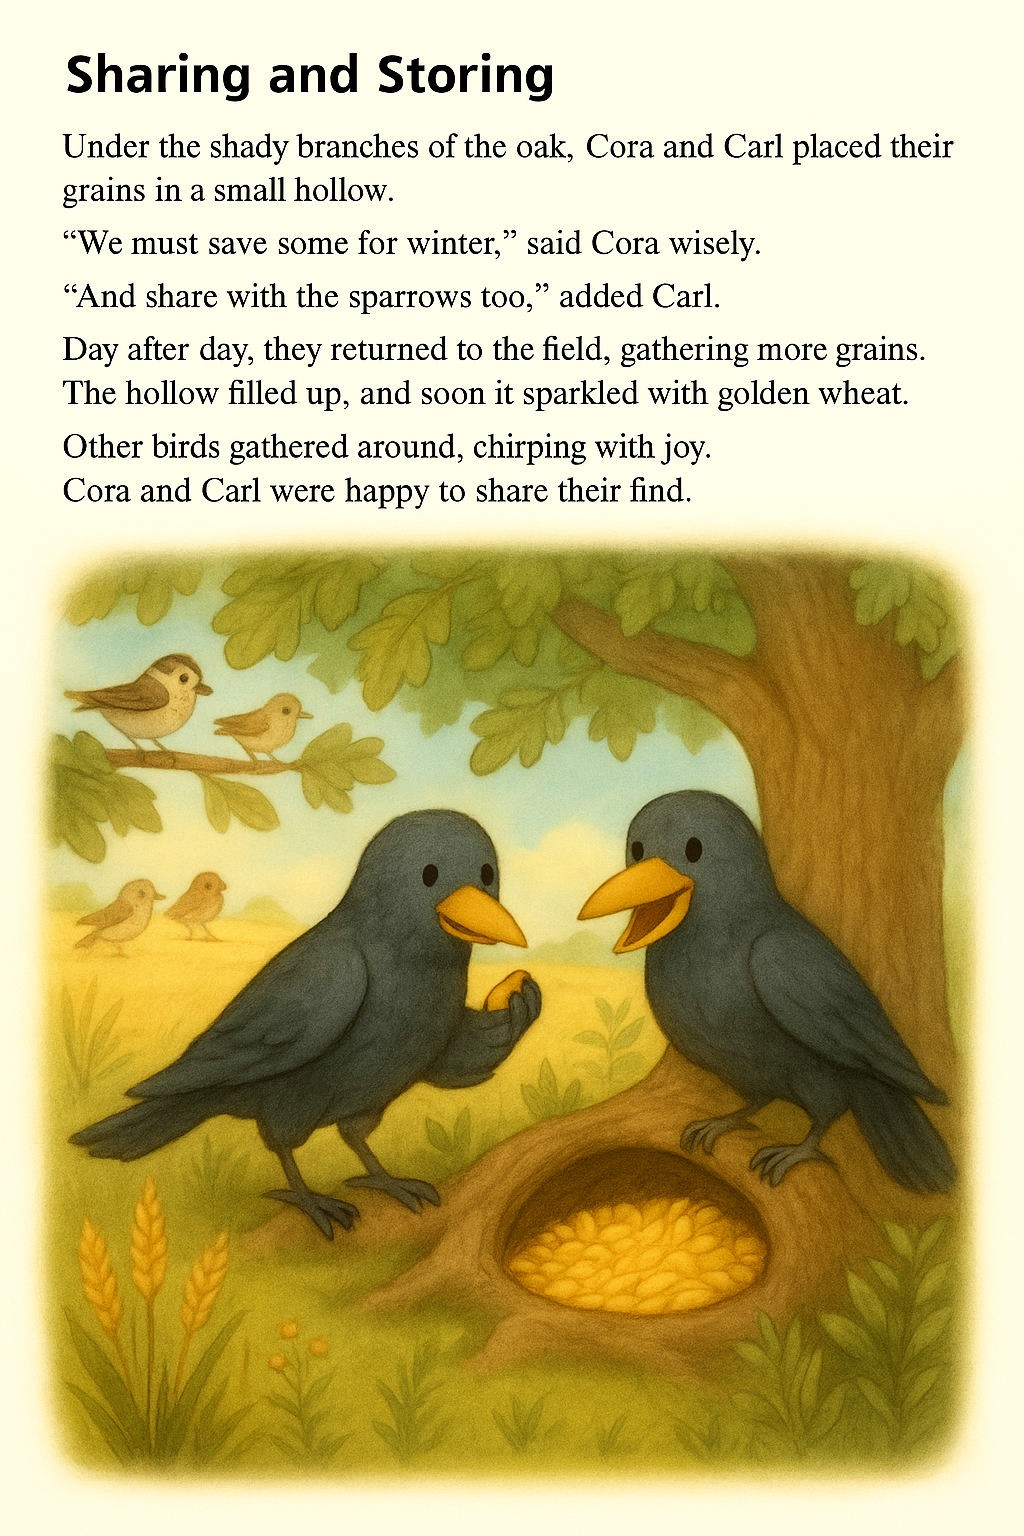 Sharing and Storing
Under the shady branches of the oak, Cora and Carl placed their
grains in a small hollow.
“We must save some for winter,” said Cora wisely.
“And share with the sparrows too,” added Carl.
Day after day, they returned to the field, gathering more grains.
The hollow filled up, and soon it sparkled with golden wheat.
Other birds gathered around, chirping with joy.
Cora and Carl were happy to share their find.